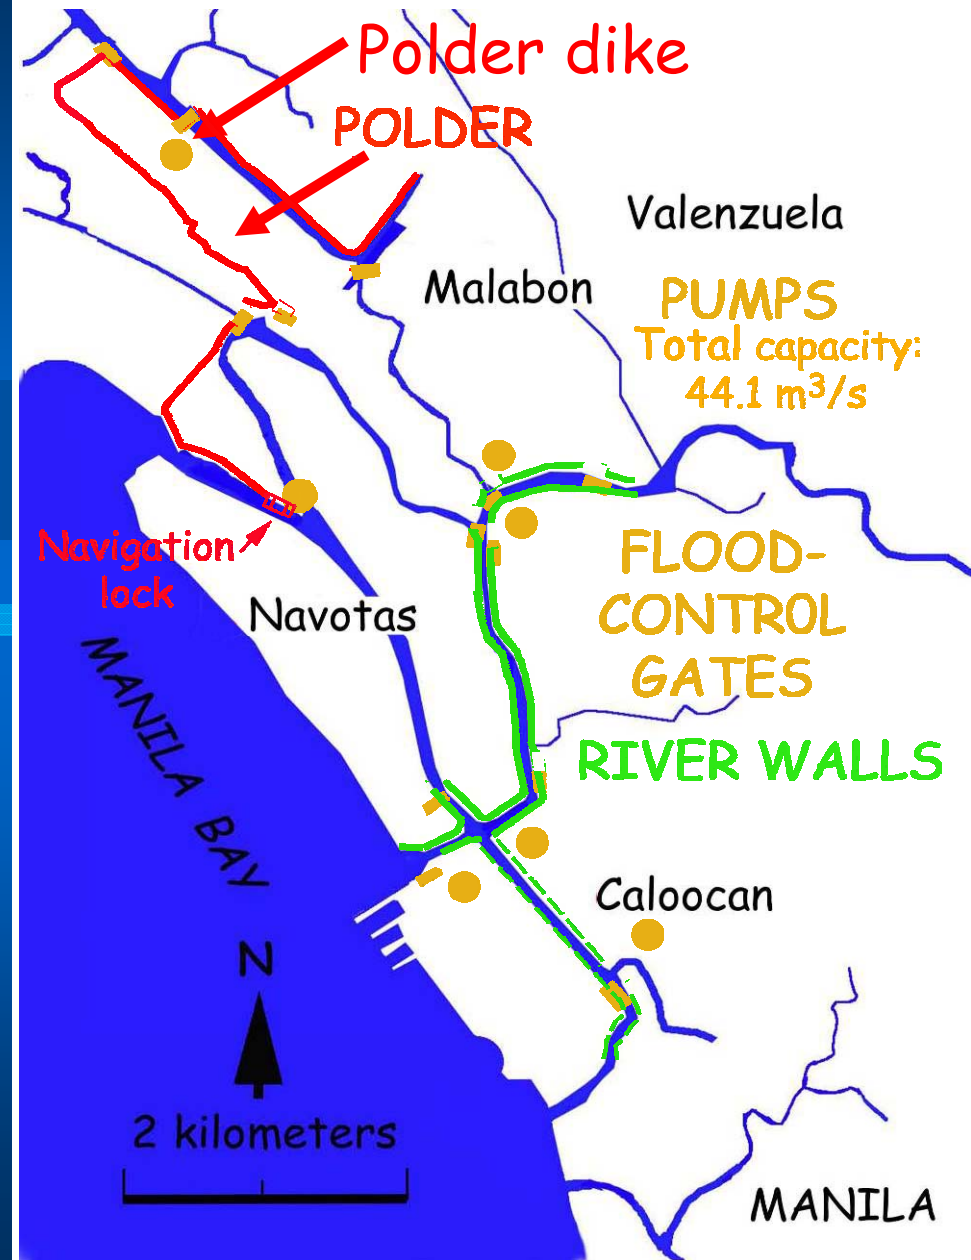 Polder dike
POLDER
Valenzuela
Malabon
PUMPS
Total capacity:
44.1 m³/s
Navigation
lock
FLOOD-
CONTROL
GATES
Navotas
MANILA BAY
RIVER WALLS
Caloocan
N
2 kilometers
MANILA